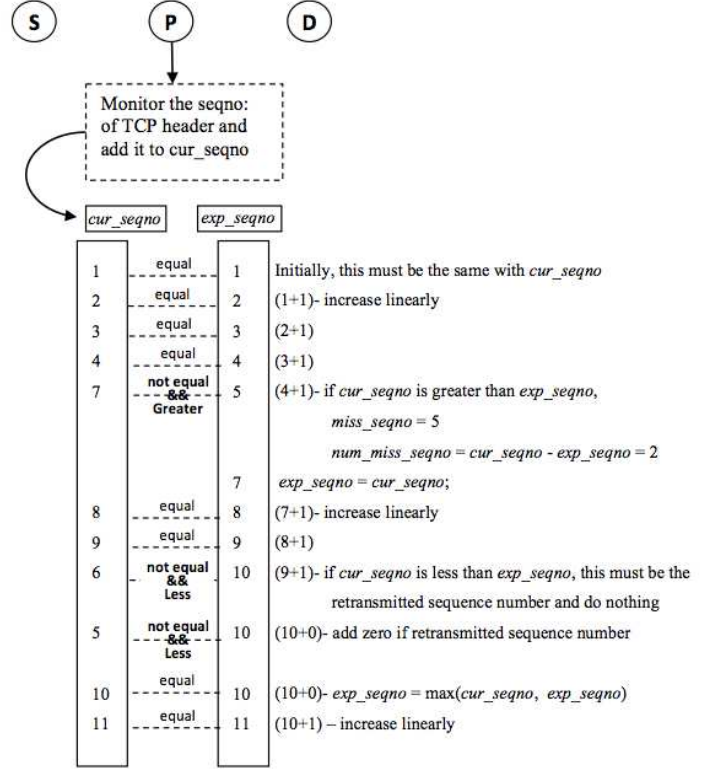 S P D
Monitor the seqno:
of TCP header and
add it to cur_seqno
cur_seqno exp_seqno
1 equal 1 Initially, this must be the same with cur_seqno
2 equal 2 (1+1)- increase linearly
3 equal 3 (2+1)
4 equal 4 (3+1)
7 not equal && Greater 5 (4+1)- if cur_seqno is greater than exp_seqno,
miss_seqno = 5
num_miss_seqno = cur_seqno - exp_seqno = 2
7 exp_seqno = cur_seqno;
8 equal 8 (7+1)- increase linearly
9 equal 9 (8+1)
6 not equal && Less 10 (9+1)- if cur_seqno is less than exp_seqno, this must be the
retransmitted sequence number and do nothing
5 not equal && Less 10 (10+0)- add zero if retransmitted sequence number
10 equal 10 (10+0)- exp_seqno = max(cur_seqno, exp_seqno)
11 equal 11 (10+1) – increase linearly